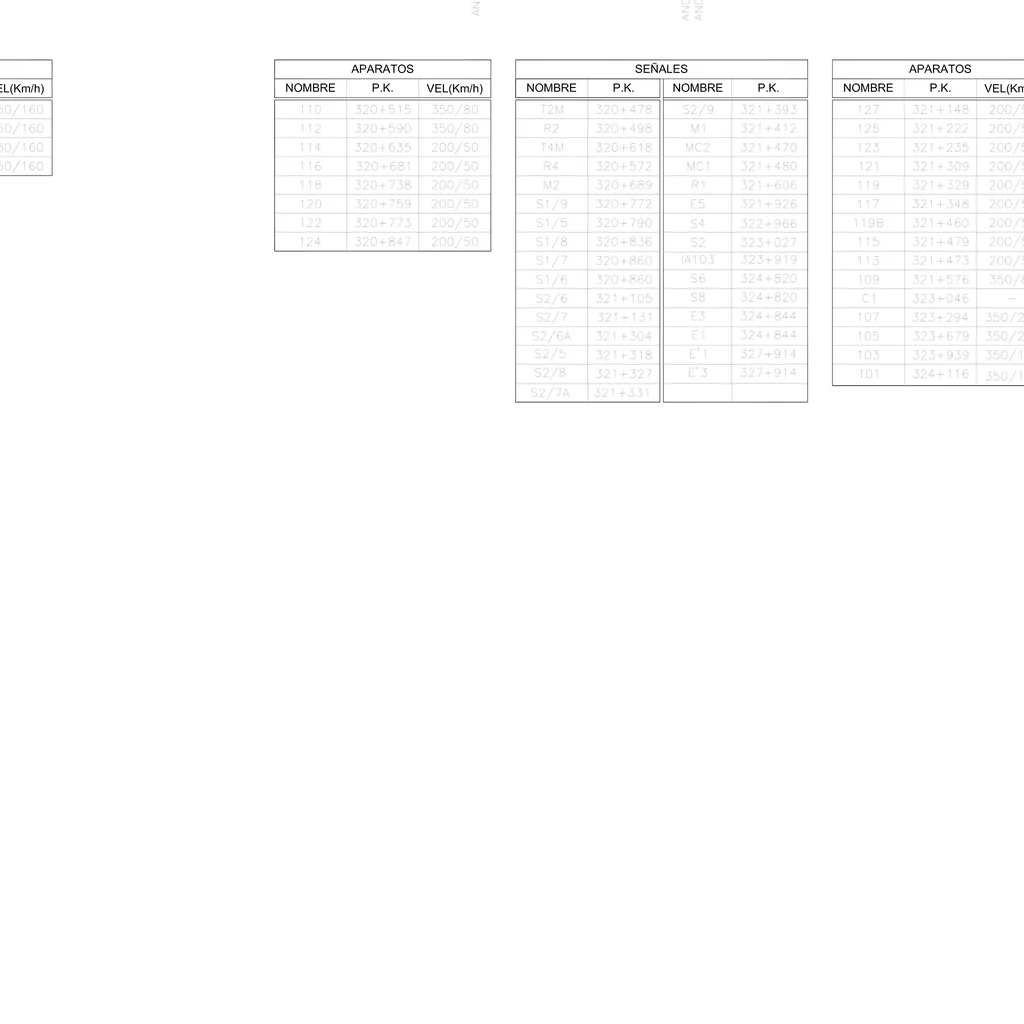 AND
AND
APARATOS SEÑALES APARATOS
NOMBRE P.K. VEL(Km/h) NOMBRE P.K. NOMBRE P.K. NOMBRE P.K.
110 320+515 350/80 T2M 320+478 S2/9 321+393 127 321+148
112 320+590 350/80 R2 320+498 M1 321+412 125 321+222
114 320+635 200/50 T4M 320+618 MC2 321+470 123 321+235
116 320+681 200/50 R4 320+572 MC1 321+480 121 321+309
118 320+738 200/50 M2 320+689 R1 321+606 119 321+329
120 320+759 200/50 S1/9 320+772 E5 321+926 117 321+348
122 320+773 200/50 S1/5 320+790 S4 322+966 119B 321+460
124 320+847 200/50 S1/8 320+836 S2 323+027 115 321+479
S1/7 320+860 IA103 323+919 113 321+473
S1/6 320+860 S6 324+820 109 321+576
S2/6 321+105 S8 324+820 C1 323+046 -
S2/7 321+131 E3 324+844 107 323+294
S2/6A 321+304 E1 324+844 105 323+679
S2/5 321+318 E'1 327+914 103 323+939
S2/8 321+327 E'3 327+914 101 324+116
S2/7A 321+331